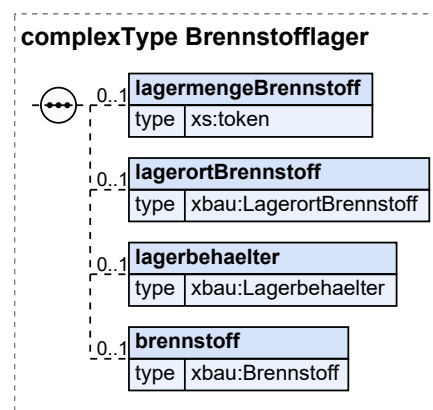 complexType Brennstofflager
0..1 lagermengeBrennstoff
type xs:token
0..1 lagerortBrennstoff
type xbau:LagerortBrennstoff
0..1 lagerbehaelter
type xbau:Lagerbehaelter
0..1 brennstoff
type xbau:Brennstoff